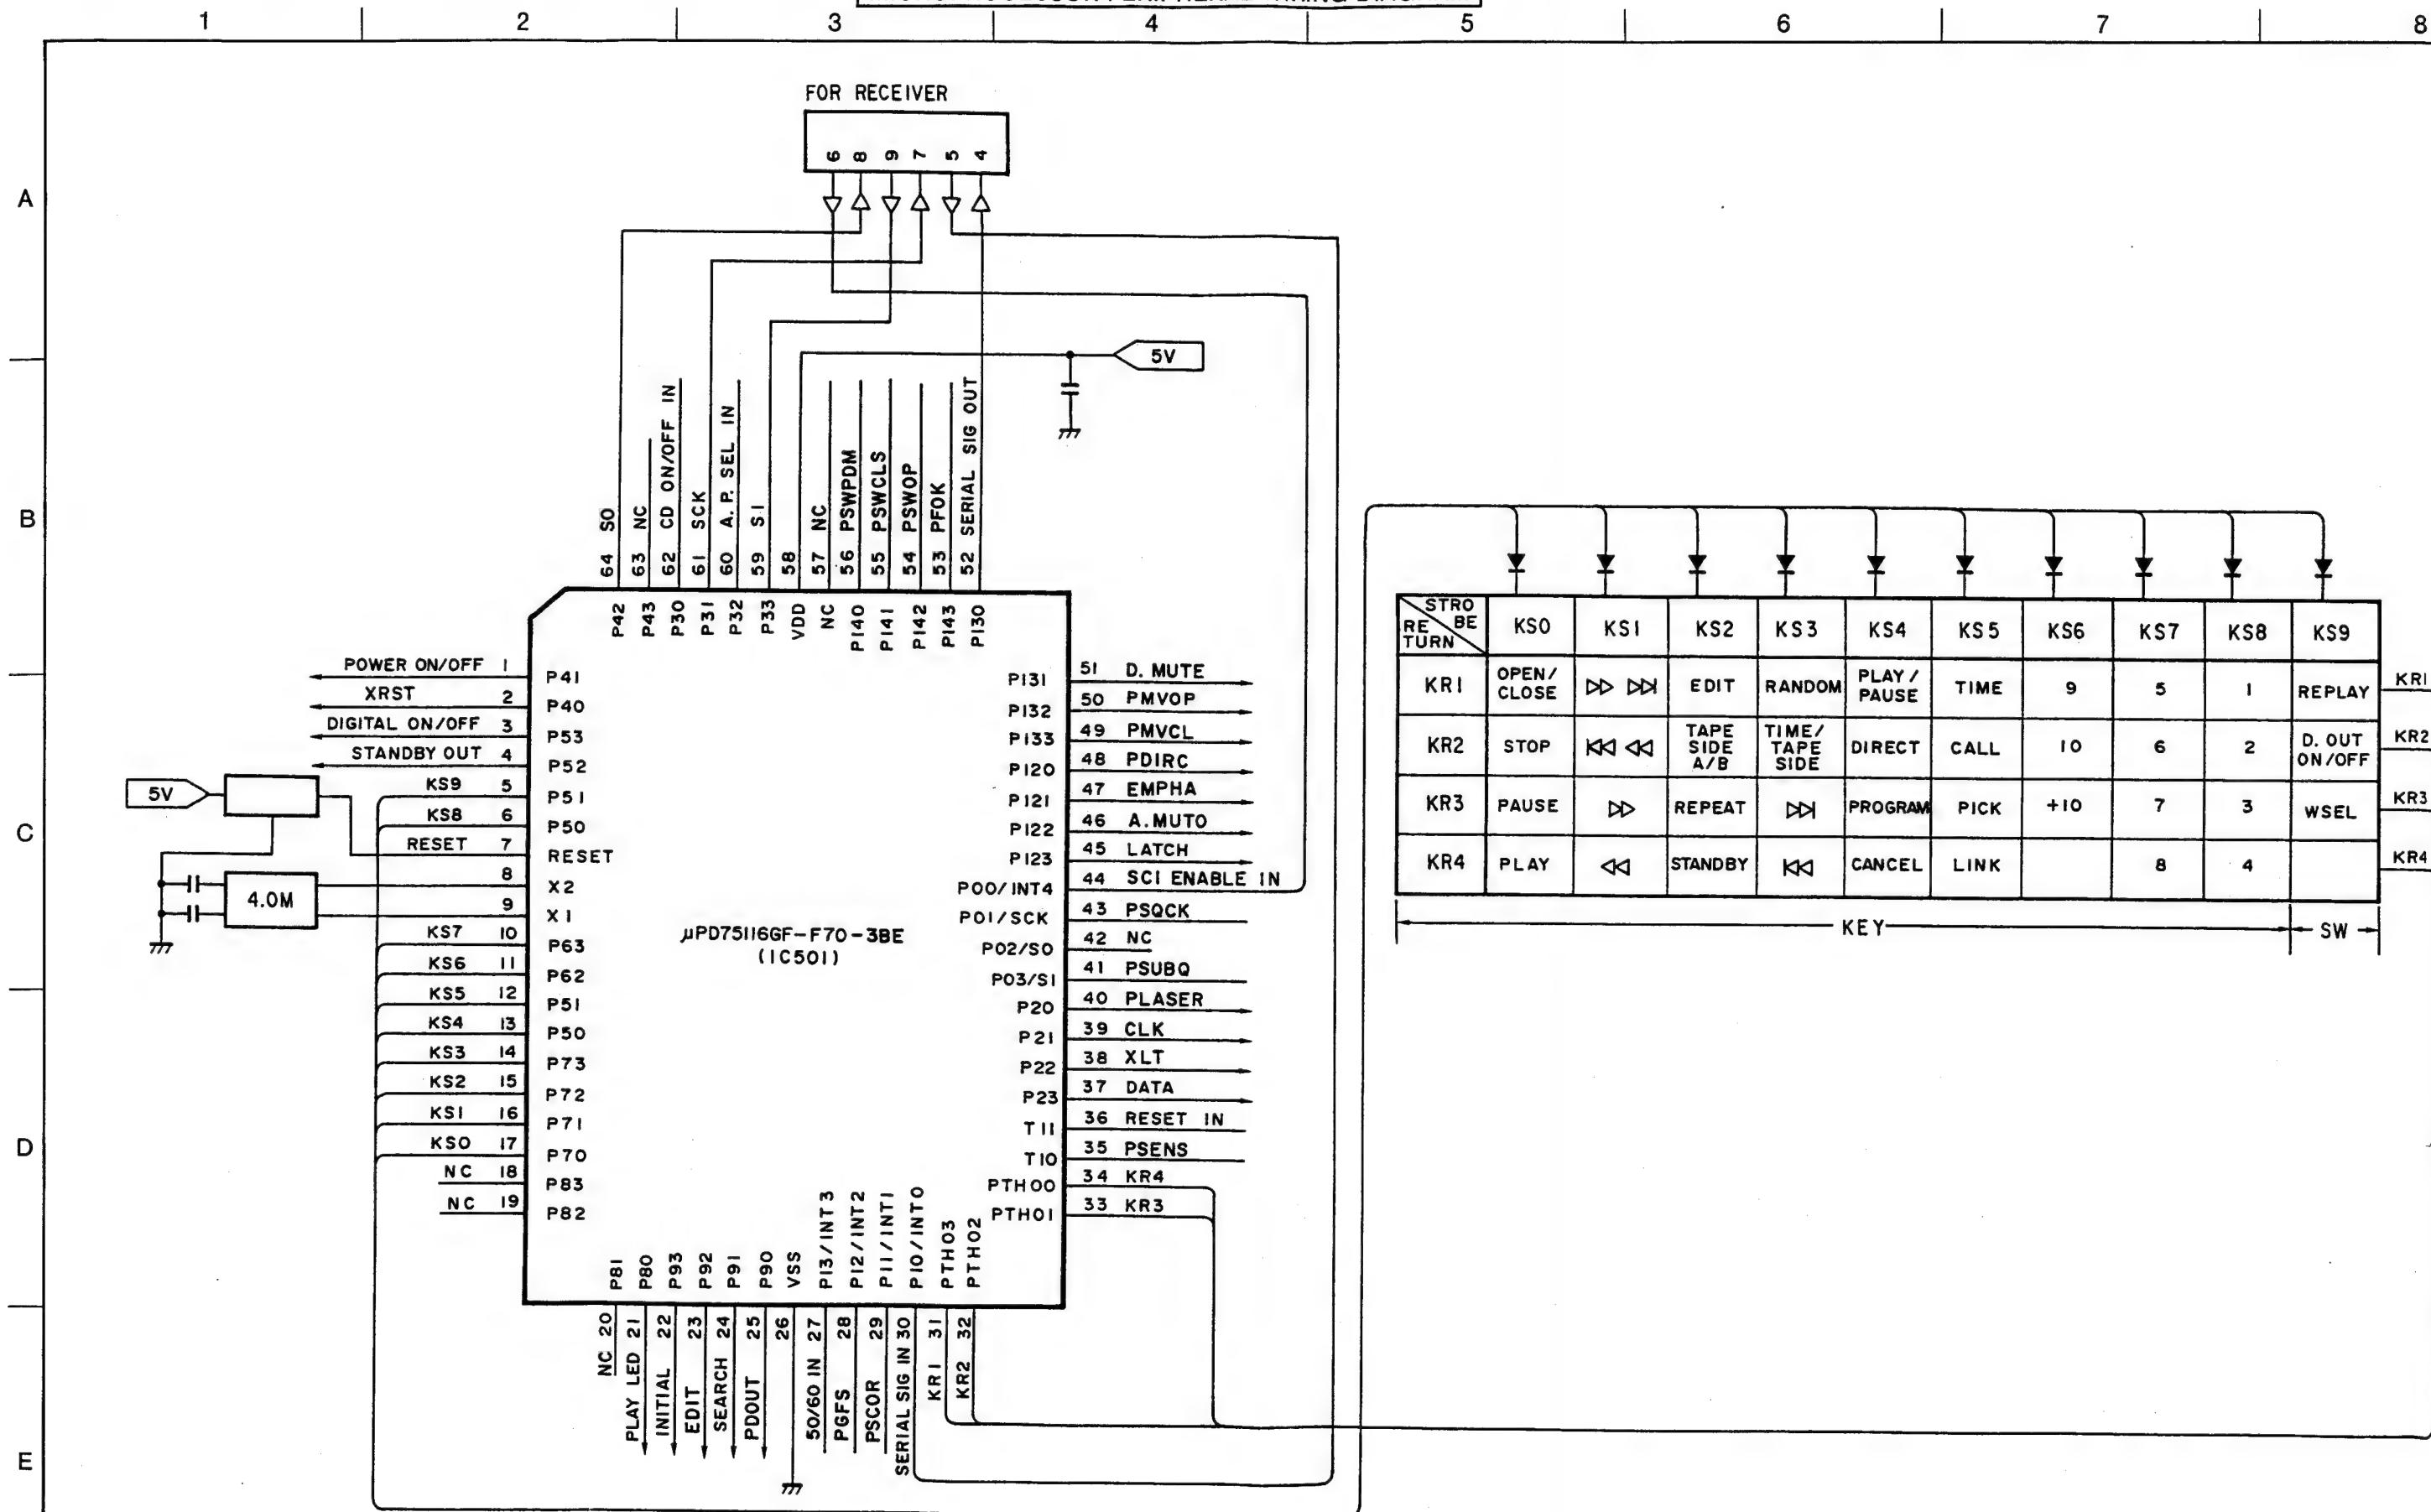 1 2 3 4 5 6 7 8
FOR RECEIVER
6 8 9 7 5 4
A
5V
64 SO
63 NC
62 CD ON/OFF IN
61 SCK
60 A.P. SEL IN
59 SI
58
57 NC
56 PSWPDM
55 PSWCLS
54 PSWOP
53 PFOK
52 SERIAL SIG OUT
B
P42
P43
P30
P31
P32
P33
VDD
NC
P140
P141
P142
P143
P130
POWER ON/OFF 1 P41
XRST 2 P40
DIGITAL ON/OFF 3 P53
STANDBY OUT 4 P52
KS9 5 P51
KS8 6 P50
RESET 7 RESET
8 X2
9 X1
KS7 10 P63
KS6 11 P62
KS5 12 P51
KS4 13 P50
KS3 14 P73
KS2 15 P72
KS1 16 P71
KS0 17 P70
NC 18 P83
NC 19 P82
5V
4.0M
C
µPD75116GF-F70-3BE
(IC501)
P131 51 D. MUTE
P132 50 PMVOP
P133 49 PMVCL
P120 48 PDIRC
P121 47 EMPHA
P122 46 A.MUTO
P123 45 LATCH
P00/INT4 44 SCI ENABLE IN
P01/SCK 43 PSQCK
P02/SO 42 NC
P03/SI 41 PSUBQ
P20 40 PLASER
P21 39 CLK
P22 38 XLT
P23 37 DATA
T11 36 RESET IN
T10 35 PSENS
PTH00 34 KR4
PTH01 33 KR3
D
P81
P80
P93
P92
P91
P90
VSS
P13/INT3
P12/INT2
P11/INT1
P10/INT0
PTH03
PTH02
NC 20
PLAY LED 21
INITIAL 22
EDIT 23
SEARCH 24
PDOUT 25
26
50/60 IN 27
PGFS 28
PSCOR 29
SERIAL SIG IN 30
KR1 31
KR2 32
E
STROBE
RETURN
KS0 KS1 KS2 KS3 KS4 KS5 KS6 KS7 KS8 KS9
KR1 OPEN/CLOSE EDIT RANDOM PLAY/PAUSE TIME 9 5 1 REPLAY KR1
KR2 STOP TAPE SIDE A/B TIME/TAPE SIDE DIRECT CALL 10 6 2 D. OUT ON/OFF KR2
KR3 PAUSE REPEAT PROGRAM PICK +10 7 3 WSEL KR3
KR4 PLAY STANDBY CANCEL LINK 8 4 KR4
KEY SW